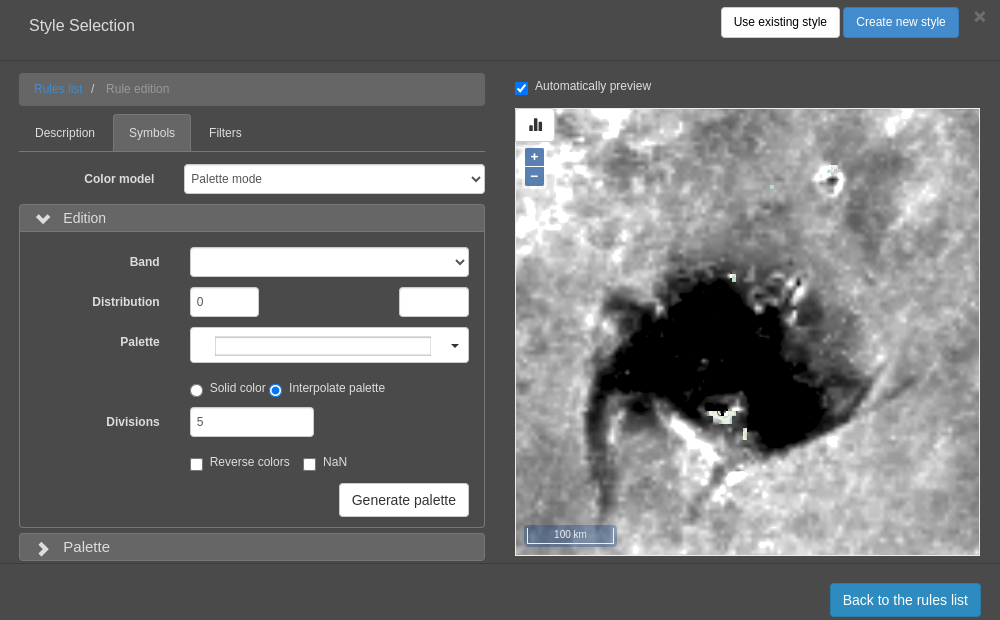 Style Selection
Use existing style
Create new style
×
Rules list / Rule edition
Automatically preview
Description
Symbols
Filters
Color model
Palette mode
Edition
Band
Distribution
0
Palette
Solid color
Interpolate palette
Divisions
5
Reverse colors
NaN
Generate palette
Palette
+
−
100 km
Back to the rules list